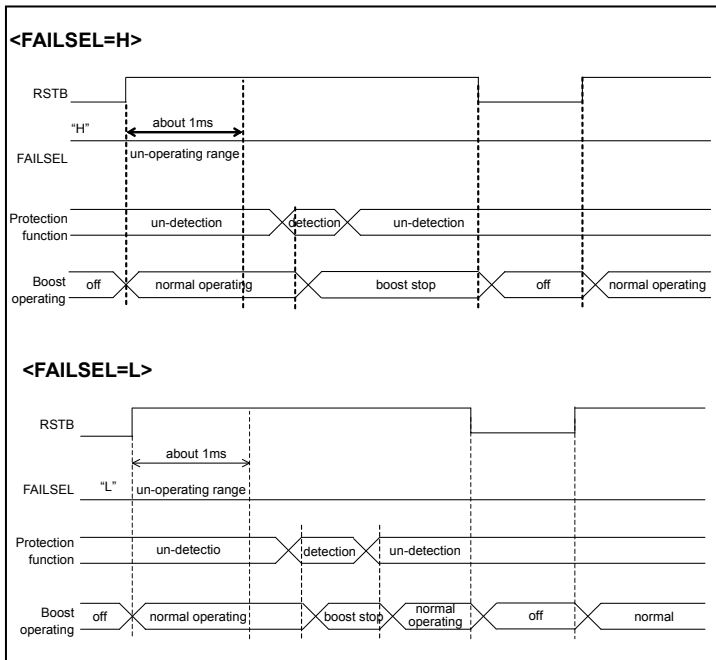 <FAILSEL=H>
RSTB
about 1ms
"H"
FAILSEL
un-operating range
Protection
function
un-detection
detection
un-detection
Boost
operating
off
normal operating
boost stop
off
normal operating
<FAILSEL=L>
RSTB
about 1ms
FAILSEL
"L"
un-operating range
Protection
function
un-detectio
detection
un-detection
Boost
operating
off
normal operating
boost stop
normal
operating
off
normal